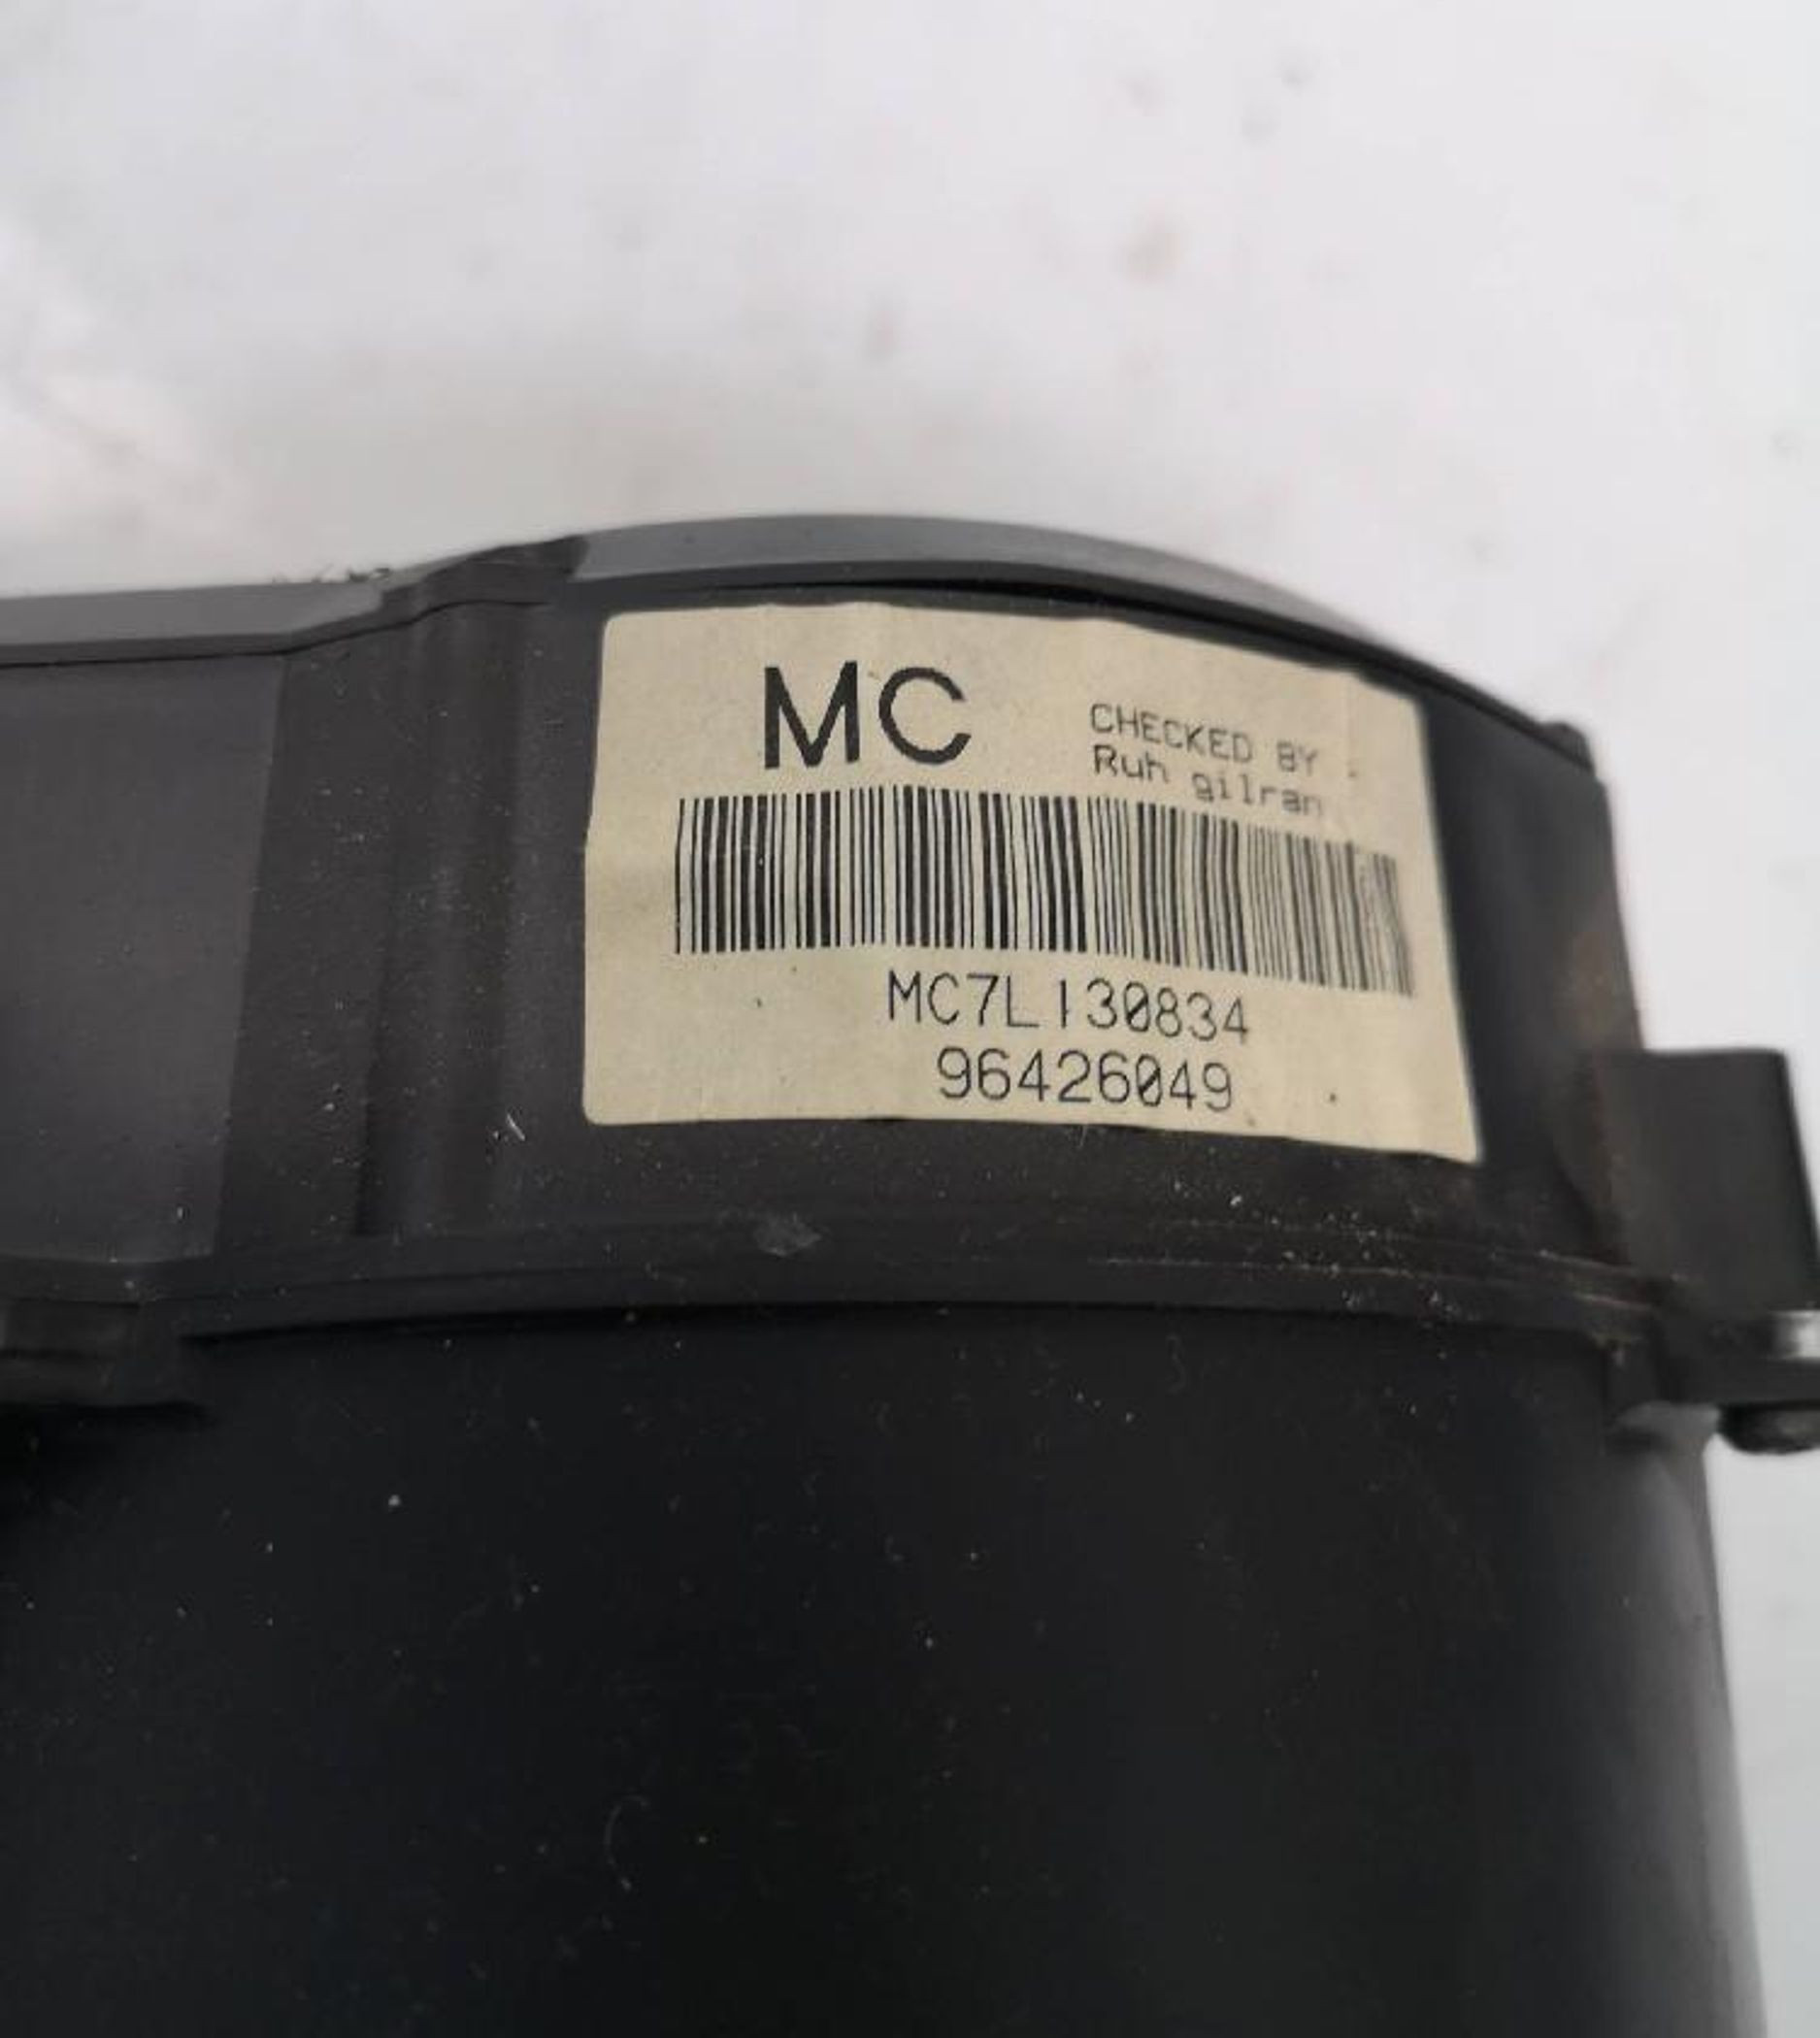 MC
CHECKED BY
Ruh gilran
MC7L130834
96426049